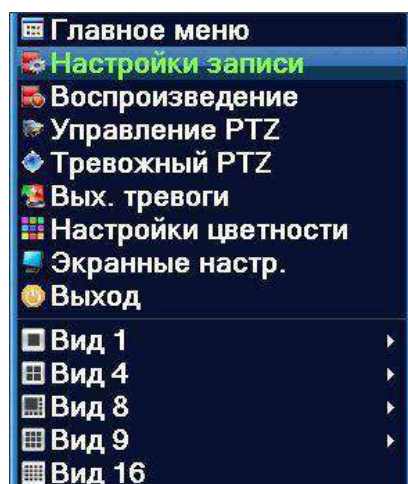 Главное меню
Настройки записи
Воспроизведение
Управление PTZ
Тревожный PTZ
Вых. тревоги
Настройки цветности
Экранные настр.
Выход
Вид 1
Вид 4
Вид 8
Вид 9
Вид 16